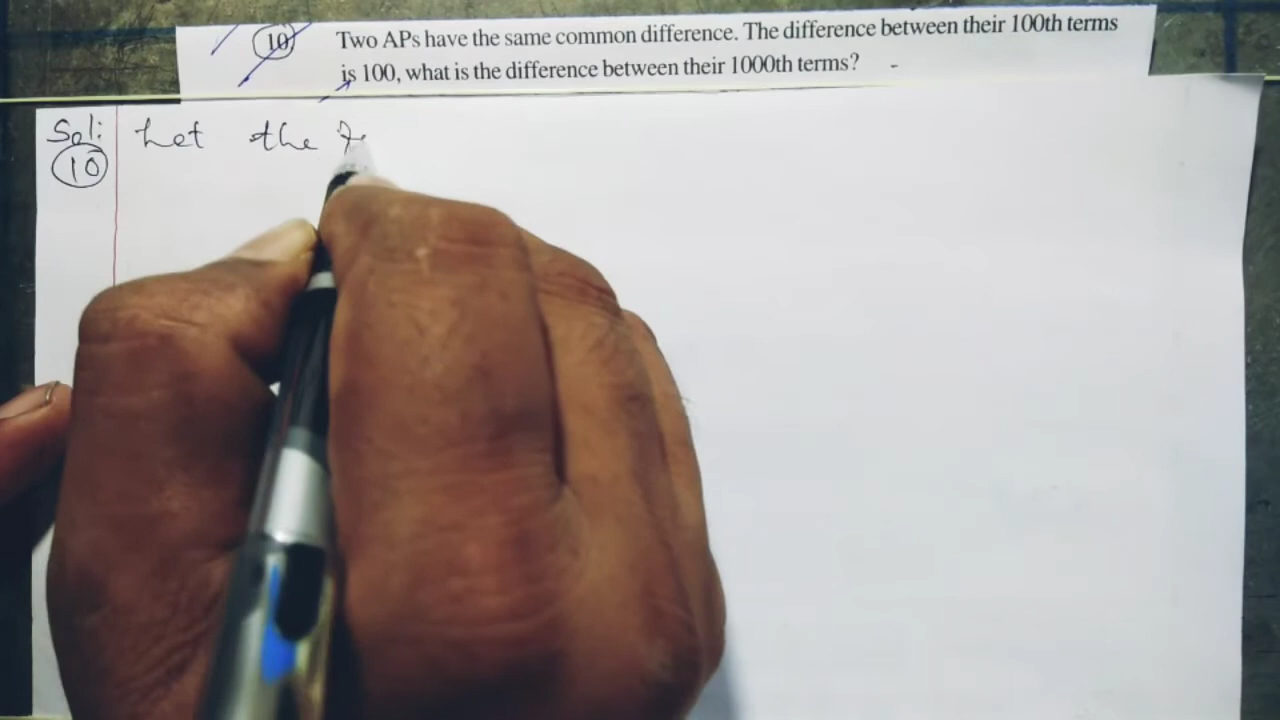 10 Two APs have the same common difference. The difference between their 100th terms
is 100, what is the difference between their 1000th terms?
Sol: Let the
10